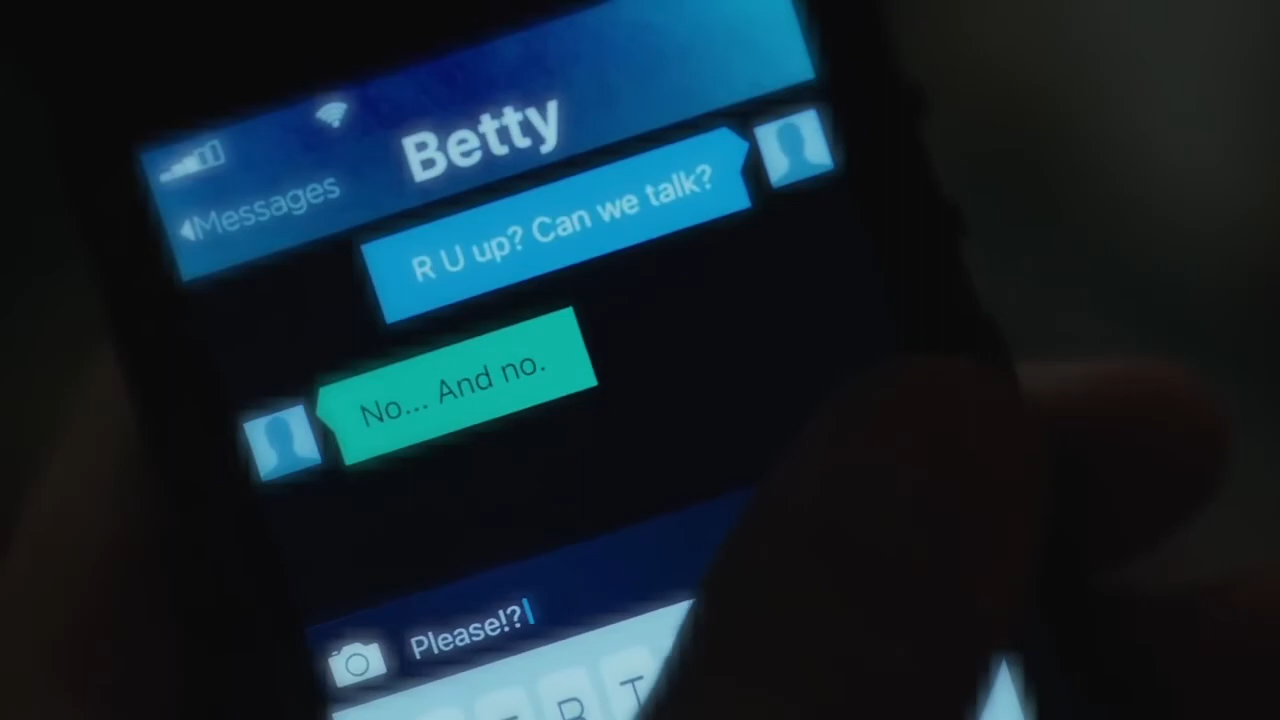 Betty
Messages
R U up? Can we talk?
No... And no.
Please!?
R T